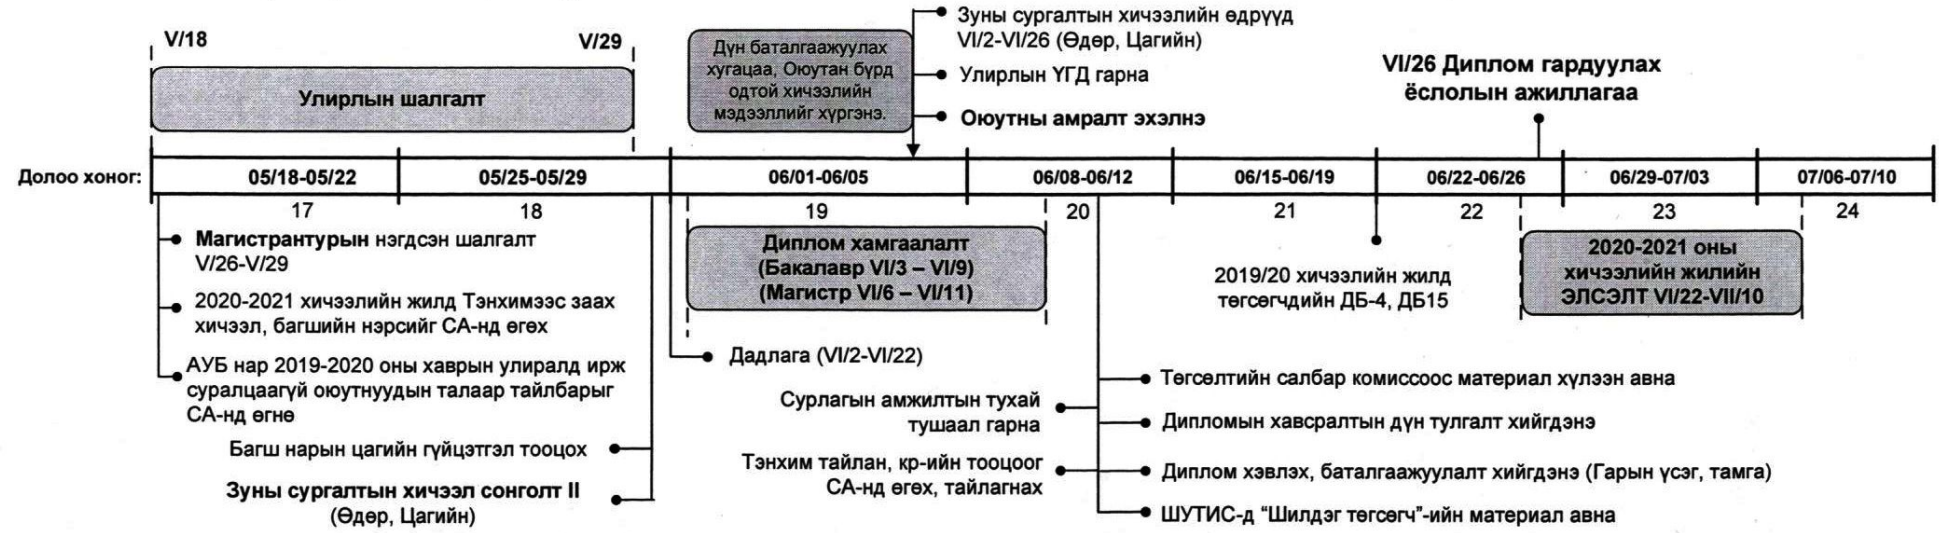 V/18
V/29
Улирлын шалгалт
Дүн баталгаажуулах
хугацаа, Оюутан бүрд
одтой хичээлийн
мэдээллийг хүргэнэ.
Зуны сургалтын хичээлийн өдрүүд
VI/2-VI/26 (Өдөр, Цагийн)
Улирлын ҮГД гарна
Оюутны амралт эхэлнэ
VI/26 Диплом гардуулах
ёслолын ажиллагаа
Долоо хоног: 05/18-05/22 05/25-05/29 06/01-06/05 06/08-06/12 06/15-06/19 06/22-06/26 06/29-07/03 07/06-07/10
17 18 19 20 21 22 23 24
Магистрантурын нэгдсэн шалгалт
V/26-V/29
2020-2021 хичээлийн жилд Тэнхимээс заах
хичээл, багшийн нэрсийг СА-нд өгөх
АУБ нар 2019-2020 оны хаврын улиралд ирж
суралцаагүй оюутнуудын талаар тайлбарыг
СА-нд өгнө
Багш нарын цагийн гүйцэтгэл тооцох
Зуны сургалтын хичээл сонголт II
(Өдөр, Цагийн)
Диплом хамгаалалт
(Бакалавр VI/3 – VI/9)
(Магистр VI/6 – VI/11)
Дадлага (VI/2-VI/22)
Сурлагын амжилтын тухай
тушаал гарна
Тэнхим тайлан, кр-ийн тооцоог
СА-нд өгөх, тайлагнах
2019/20 хичээлийн жилд
төгсөгчдийн ДБ-4, ДБ15
2020-2021 оны
хичээлийн жилийн
ЭЛСЭЛТ VI/22-VII/10
Төгсөлтийн салбар комиссоос материал хүлээн авна
Дипломын хавсралтын дүн тулгалт хийгдэнэ
Диплом хэвлэх, баталгаажуулалт хийгдэнэ (Гарын үсэг, тамга)
ШУТИС-д “Шилдэг төгсөгч”-ийн материал авна